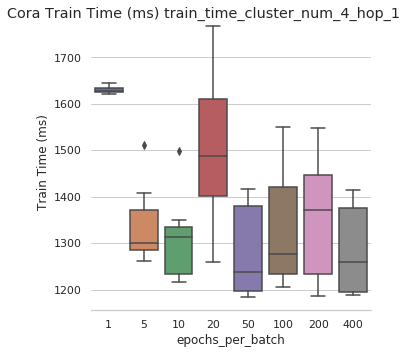 Cora Train Time (ms) train_time_cluster_num_4_hop_1
1700
1600
1500
1400
1300
1200
Train Time (ms)
1 5 10 20 50 100 200 400
epochs_per_batch